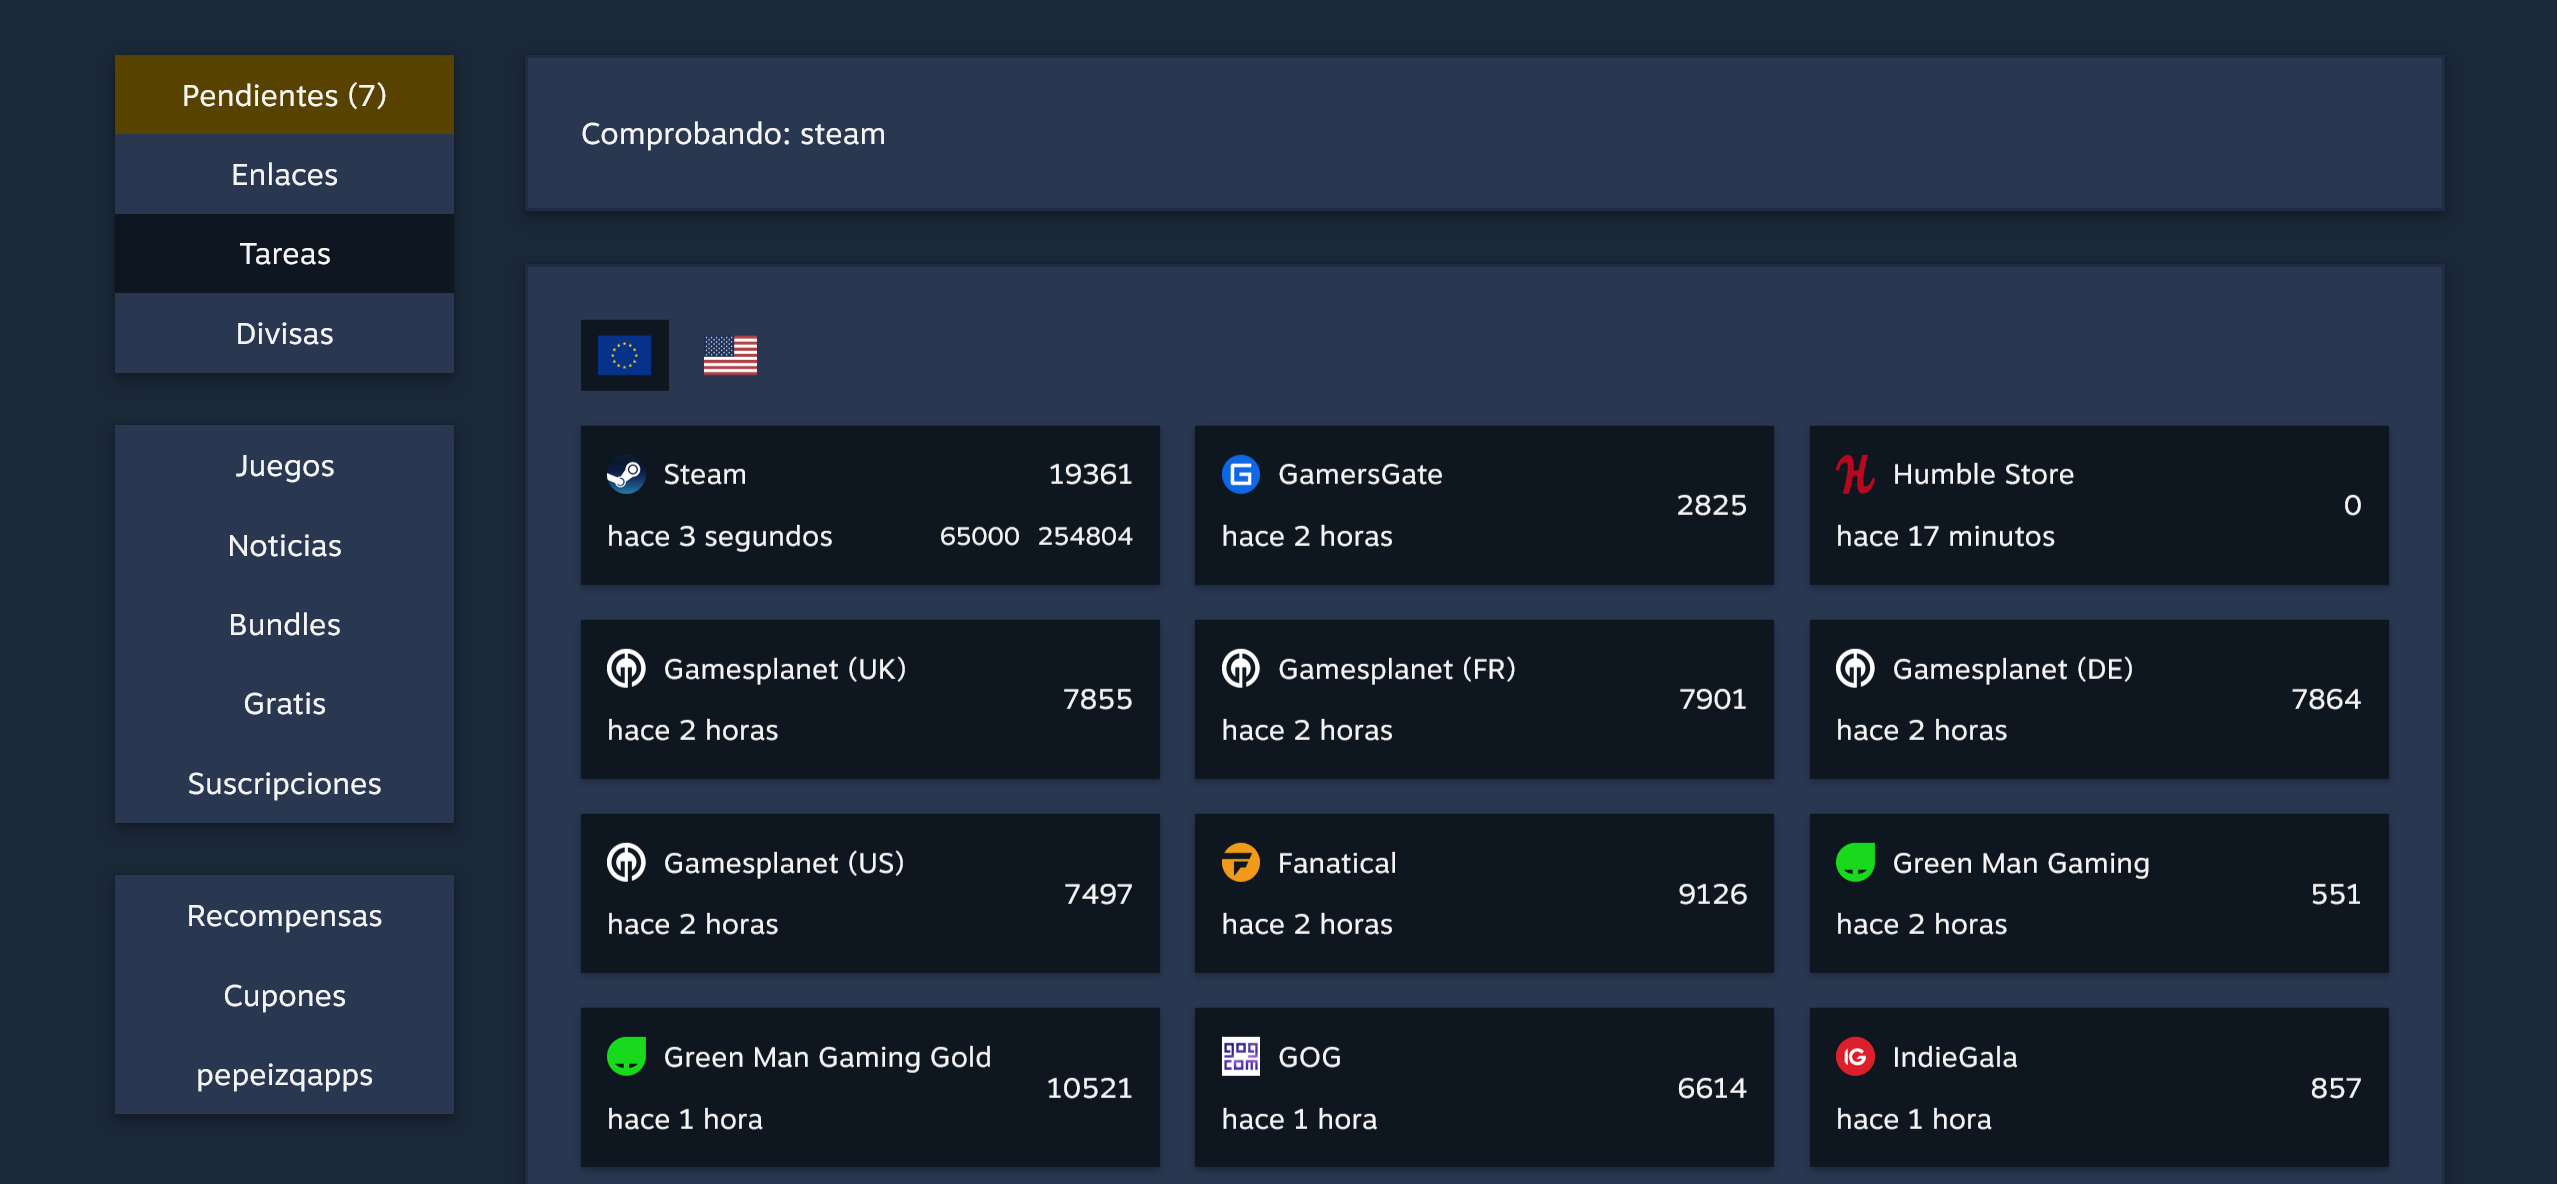 Pendientes (7)
Enlaces
Tareas
Divisas
Juegos
Noticias
Bundles
Gratis
Suscripciones
Recompensas
Cupones
pepeizqapps
Comprobando: steam
Steam 19361
hace 3 segundos 65000 254804
GamersGate
2825
hace 2 horas
Humble Store
0
hace 17 minutos
Gamesplanet (UK)
7855
hace 2 horas
Gamesplanet (FR)
7901
hace 2 horas
Gamesplanet (DE)
7864
hace 2 horas
Gamesplanet (US)
7497
hace 2 horas
Fanatical
9126
hace 2 horas
Green Man Gaming
551
hace 2 horas
Green Man Gaming Gold
10521
hace 1 hora
gog
com
GOG
6614
hace 1 hora
IG
IndieGala
857
hace 1 hora